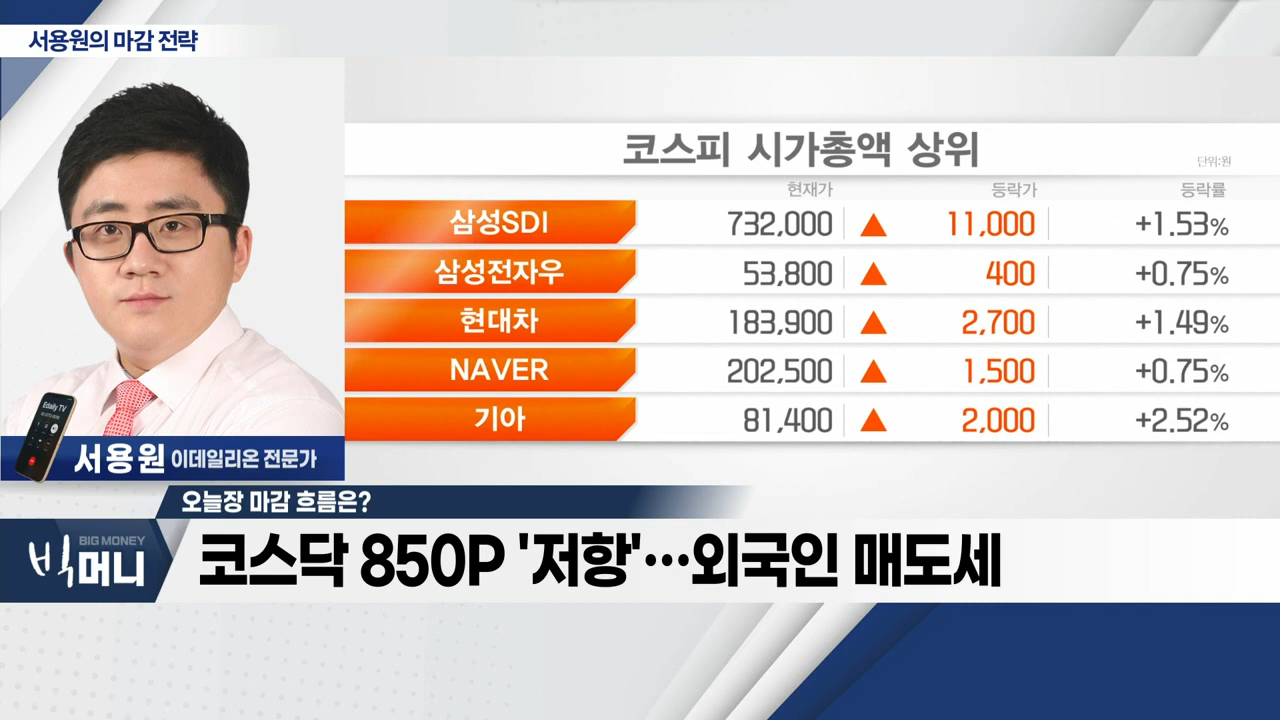 서용원의 마감 전략
코스피 시가총액 상위
단위:원
현재가 등락가 등락률
삼성SDI 732,000 ▲ 11,000 +1.53%
삼성전자우 53,800 ▲ 400 +0.75%
현대차 183,900 ▲ 2,700 +1.49%
NAVER 202,500 ▲ 1,500 +0.75%
기아 81,400 ▲ 2,000 +2.52%
Edaily TV
서용원 이데일리온 전문가
오늘장 마감 흐름은?
BIG MONEY
빅머니
코스닥 850P '저항'…외국인 매도세